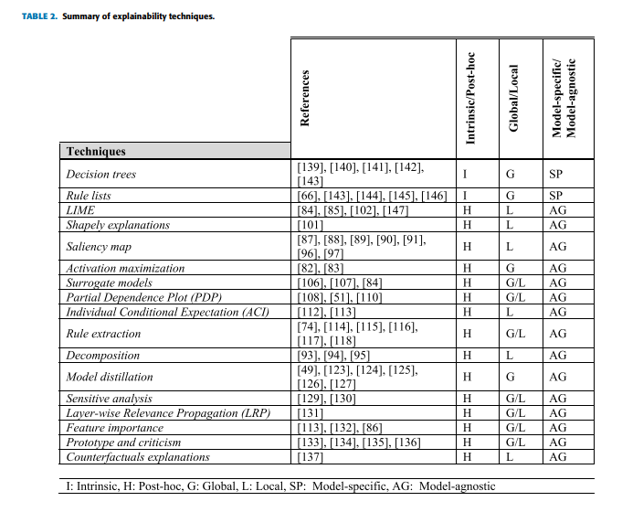 TABLE 2. Summary of explainability techniques.
References
Intrinsic/Post-hoc
Global/Local
Model-specific/
Model-agnostic
Techniques
Decision trees [139], [140], [141], [142], I G SP
[143]
Rule lists [66], [143], [144], [145], [146] I G SP
LIME [84], [85], [102], [147] H L AG
Shapely explanations [101] H L AG
Saliency map [87], [88], [89], [90], [91], H L AG
[96], [97]
Activation maximization [82], [83] H G AG
Surrogate models [106], [107], [84] H G/L AG
Partial Dependence Plot (PDP) [108], [51], [110] H G/L AG
Individual Conditional Expectation (ACI) [112], [113] H L AG
Rule extraction [74], [114], [115], [116], H G/L AG
[117], [118]
Decomposition [93], [94], [95] H L AG
Model distillation [49], [123], [124], [125], H G AG
[126], [127]
Sensitive analysis [129], [130] H G/L AG
Layer-wise Relevance Propagation (LRP) [131] H G/L AG
Feature importance [113], [132], [86] H G/L AG
Prototype and criticism [133], [134], [135], [136] H G/L AG
Counterfactuals explanations [137] H L AG
I: Intrinsic, H: Post-hoc, G: Global, L: Local, SP: Model-specific, AG: Model-agnostic